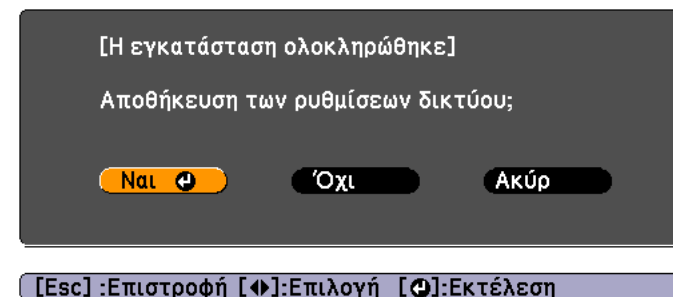 [Η εγκατάσταση ολοκληρώθηκε]
Αποθήκευση των ρυθμίσεων δικτύου;
Ναι Όχι Ακύρ
[Esc] :Επιστροφή [◆]:Επιλογή [↵]:Εκτέλεση